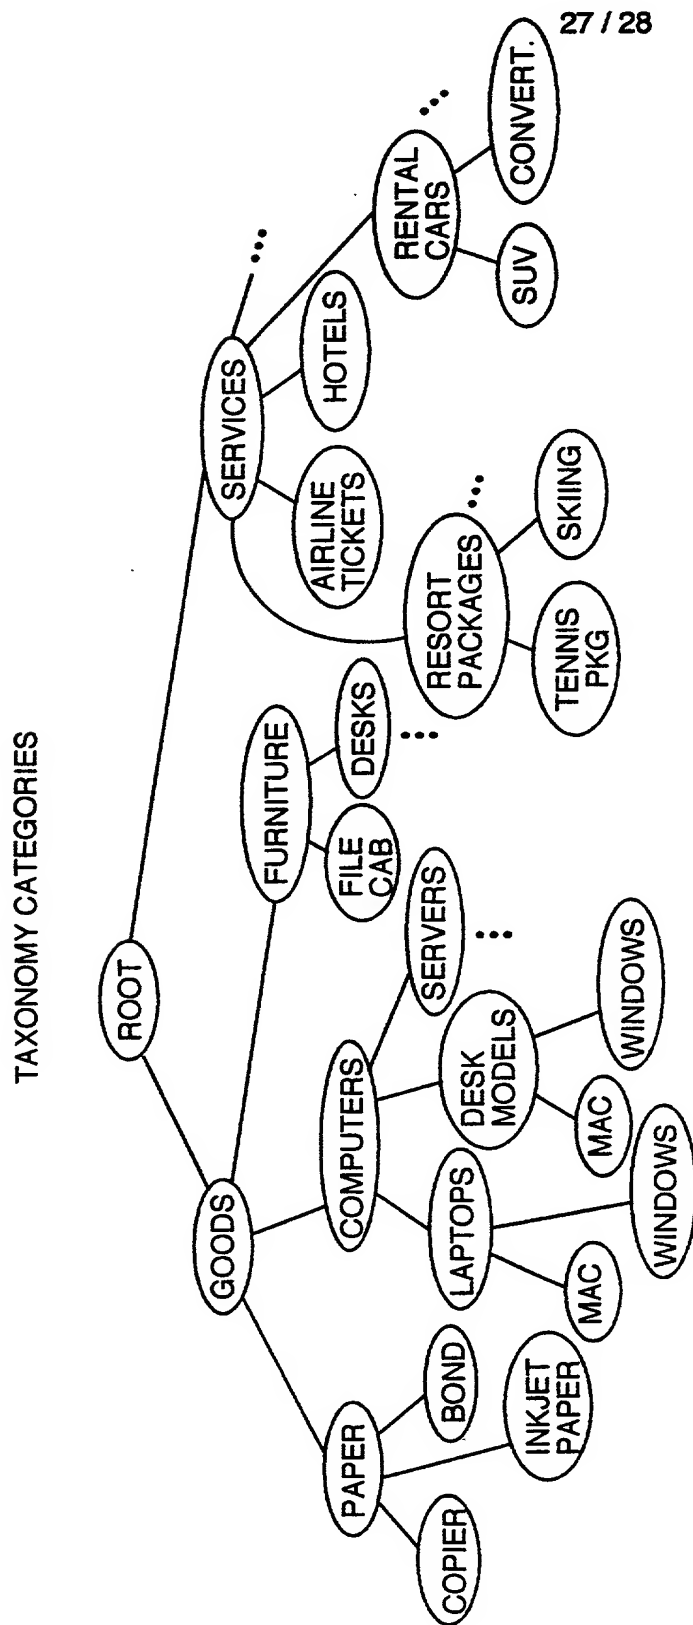 27 / 28
TAXONOMY CATEGORIES
ROOT
GOODS
SERVICES
PAPER
COMPUTERS
FURNITURE
AIRLINE
TICKETS
HOTELS
RENTAL
CARS
COPIER
BOND
INKJET
PAPER
LAPTOPS
DESK
MODELS
SERVERS
FILE
CAB
DESKS
RESORT
PACKAGES
SUV
CONVERT.
MAC
WINDOWS
MAC
WINDOWS
TENNIS
PKG
SKIING